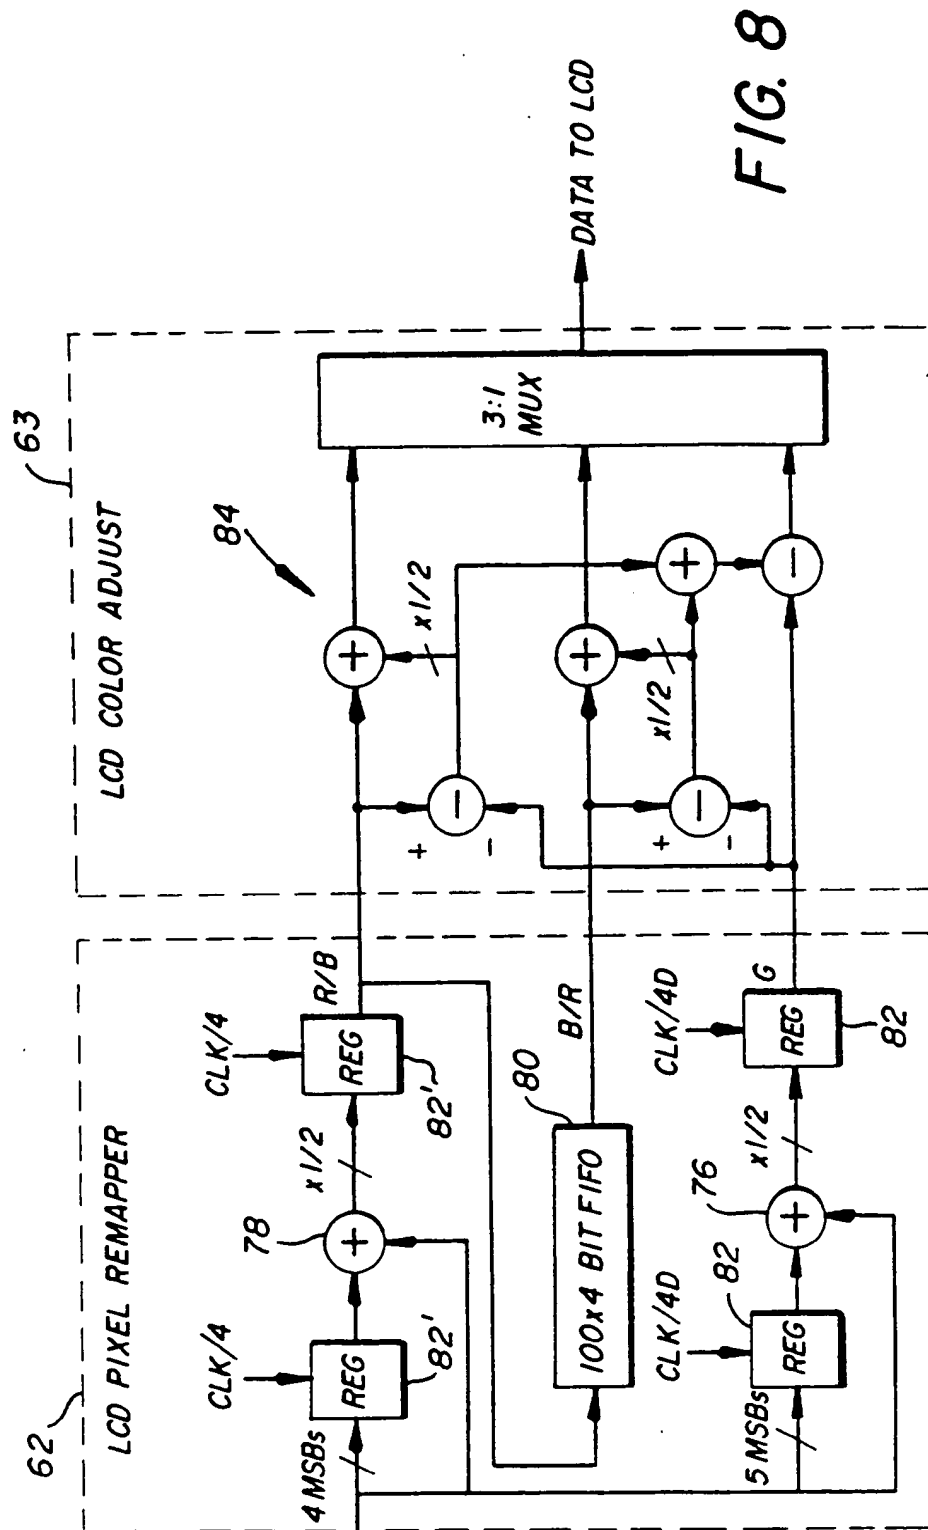 FIG. 8
62
LCD PIXEL REMAPPER
63
LCD COLOR ADJUST
4 MSBs
CLK/4
REG
82'
78
+
x1/2
CLK/4
REG
82'
R/B
+
-
-
+
x1/2
84
100x4 BIT FIFO
80
B/R
+
-
-
+
x1/2
+
-
5 MSBs
CLK/4D
REG
82
76
+
x1/2
CLK/4D
REG
82
G
3:1
MUX
DATA TO LCD